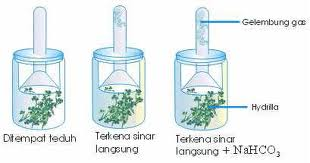 Gelembung gas
Hydrilla
Ditempat teduh
Terkena sinar
langsung
Terkena sinar
langsung + NaHCO3